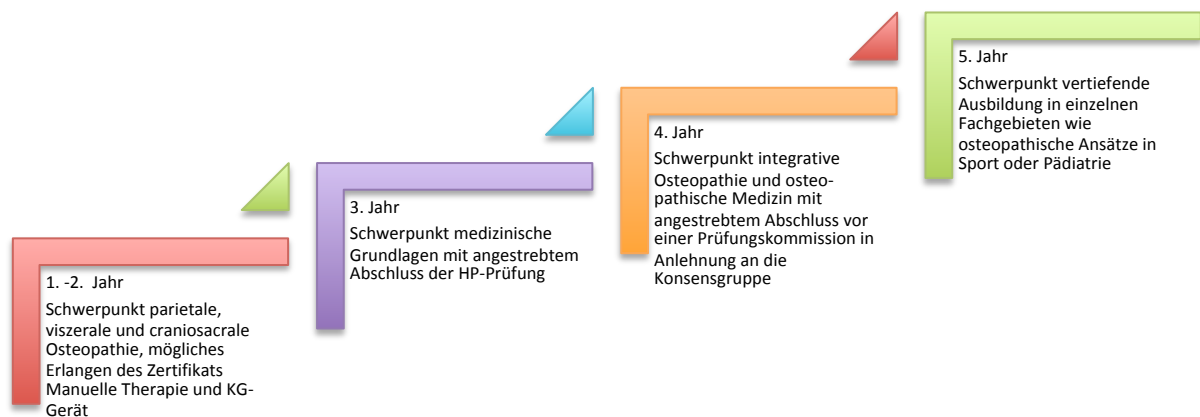 1. -2. Jahr
Schwerpunkt parietale,
viszerale und craniosacrale
Osteopathie, mögliches
Erlangen des Zertifikats
Manuelle Therapie und KG-
Gerät
3. Jahr
Schwerpunkt medizinische
Grundlagen mit angestrebtem
Abschluss der HP-Prüfung
4. Jahr
Schwerpunkt integrative
Osteopathie und osteo-
pathische Medizin mit
angestrebtem Abschluss vor
einer Prüfungskommission in
Anlehnung an die
Konsensgruppe
5. Jahr
Schwerpunkt vertiefende
Ausbildung in einzelnen
Fachgebieten wie
osteopathische Ansätze in
Sport oder Pädiatrie